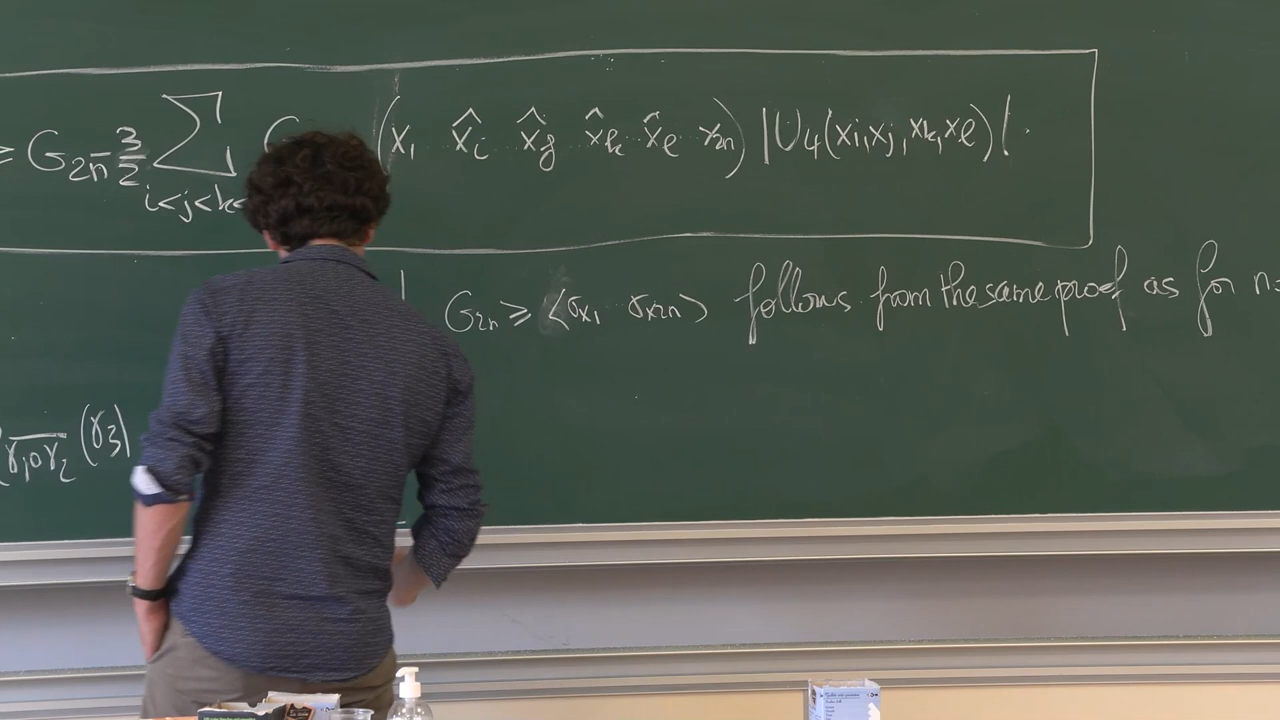 ≥ G₂ₙ - 3/2 ∑ G (x₁ x̂ᵢ x̂ⱼ x̂ₖ x̂ₗ x₂ₙ) |U₄(xᵢ,xⱼ,xₖ,xₗ)|.
i<j<k<
G₂ₙ ≥ ⟨σₓ₁ σₓ₂ₙ⟩ follows from the same proof as for n=
γ₁∘γ₂ (γ₃)